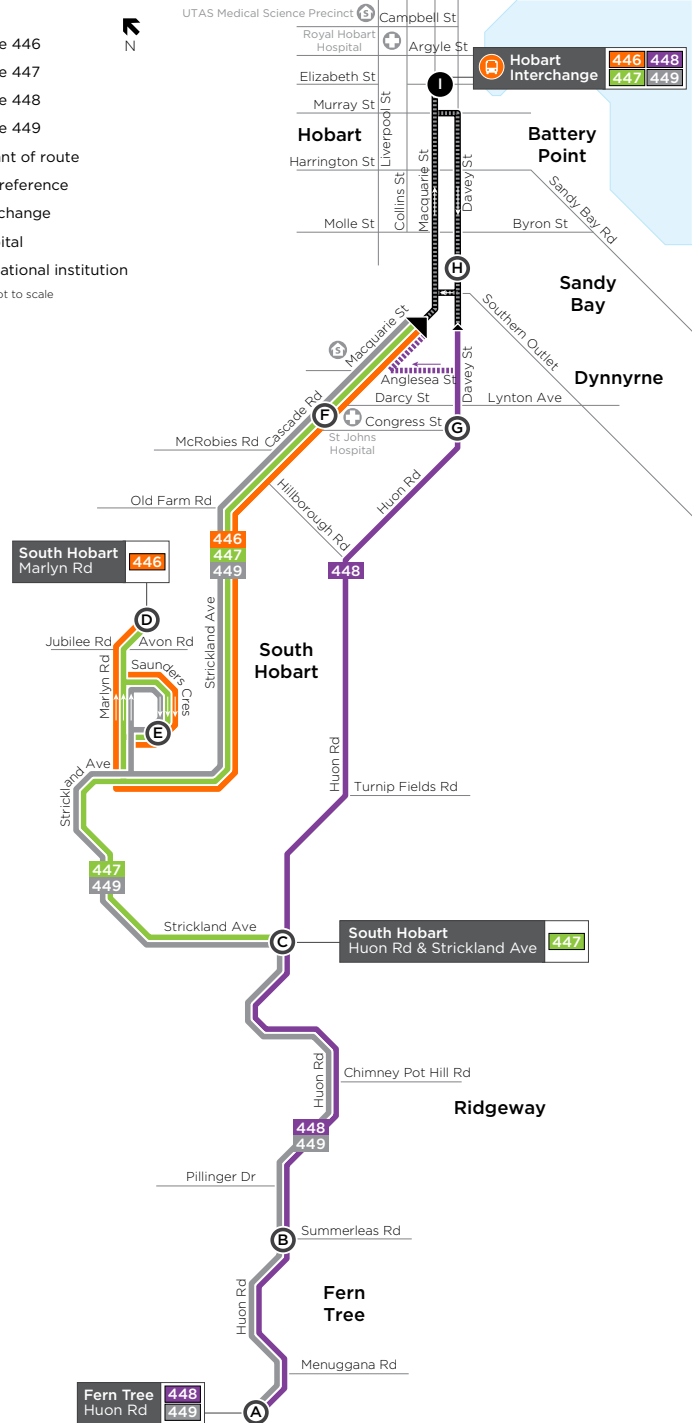 UTAS Medical Science Precinct
S
Campbell St
N
Royal Hobart
Hospital
Argyle St
e 446
Hobart
Interchange
446 448
447 449
e 447
Elizabeth St
I
e 448
Murray St
e 449
Hobart
Liverpool St
Battery
Point
nt of route
Harrington St
Collins St
Macquarie St
Davey St
reference
Sandy Bay Rd
change
Molle St
Byron St
ital
ational institution
H
ot to scale
Sandy
Bay
Southern Outlet
Macquarie St
S
Dynnyrne
Anglesea St
Davey St
Darcy St
Lynton Ave
Cascade Rd
F
Congress St
G
McRobies Rd
St Johns
Hospital
Huon Rd
Old Farm Rd
Hillborough Rd
446
447
449
448
South Hobart
Marlyn Rd
446
D
Strickland Ave
South
Hobart
Jubilee Rd
Avon Rd
Marlyn Rd
Saunders Cres
E
Huon Rd
Strickland Ave
Turnip Fields Rd
447
449
Strickland Ave
C
South Hobart
Huon Rd & Strickland Ave
447
Huon Rd
Chimney Pot Hill Rd
Ridgeway
448
449
Pillinger Dr
B
Summerleas Rd
Huon Rd
Fern
Tree
Menuggana Rd
Fern Tree
Huon Rd
448
449
A